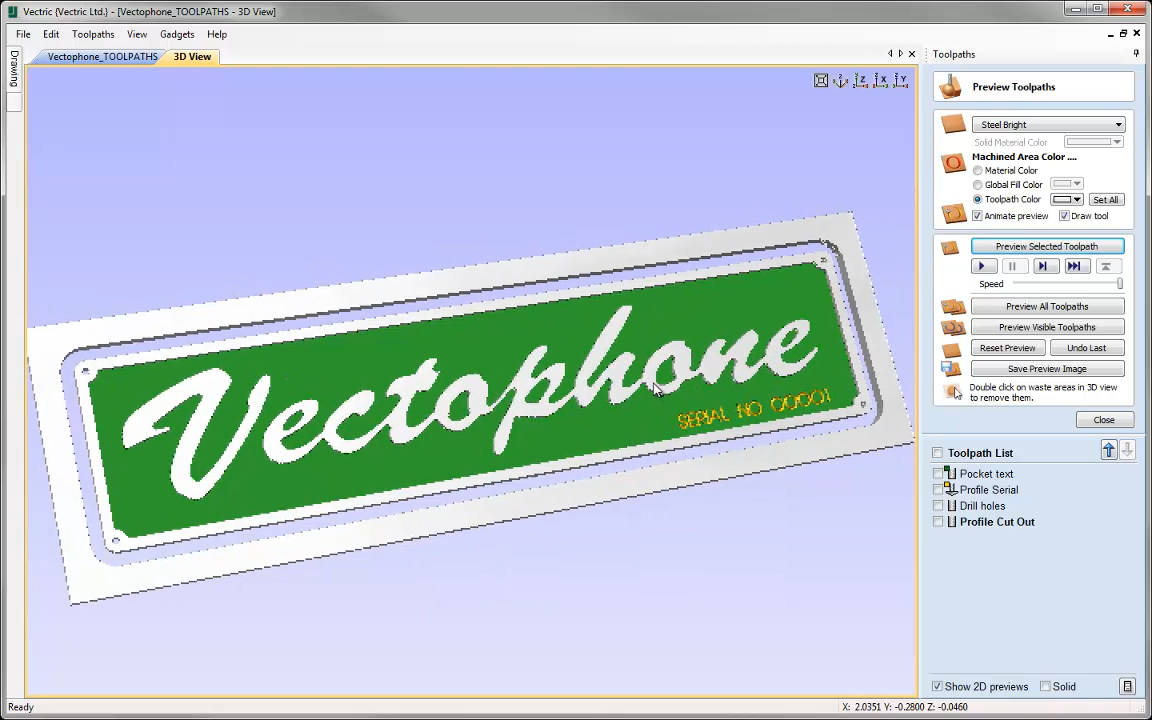 Vectric {Vectric Ltd.} - [Vectophone_TOOLPATHS - 3D View]
File Edit Toolpaths View Gadgets Help
Drawing
Vectophone_TOOLPATHS 3D View
Toolpaths
Preview Toolpaths
Steel Bright
Solid Material Color
Machined Area Color ....
Material Color
Global Fill Color
Toolpath Color Set All
Animate preview Draw tool
Preview Selected Toolpath
Speed
Preview All Toolpaths
Preview Visible Toolpaths
Reset Preview Undo Last
Save Preview Image
Double click on waste areas in 3D view
to remove them.
Close
Toolpath List
Pocket text
Profile Serial
Drill holes
Profile Cut Out
Show 2D previews Solid
Z X Y
Vectophone
SERIAL NO 00001
Ready X: 2.0351 Y: -0.2800 Z: -0.0460